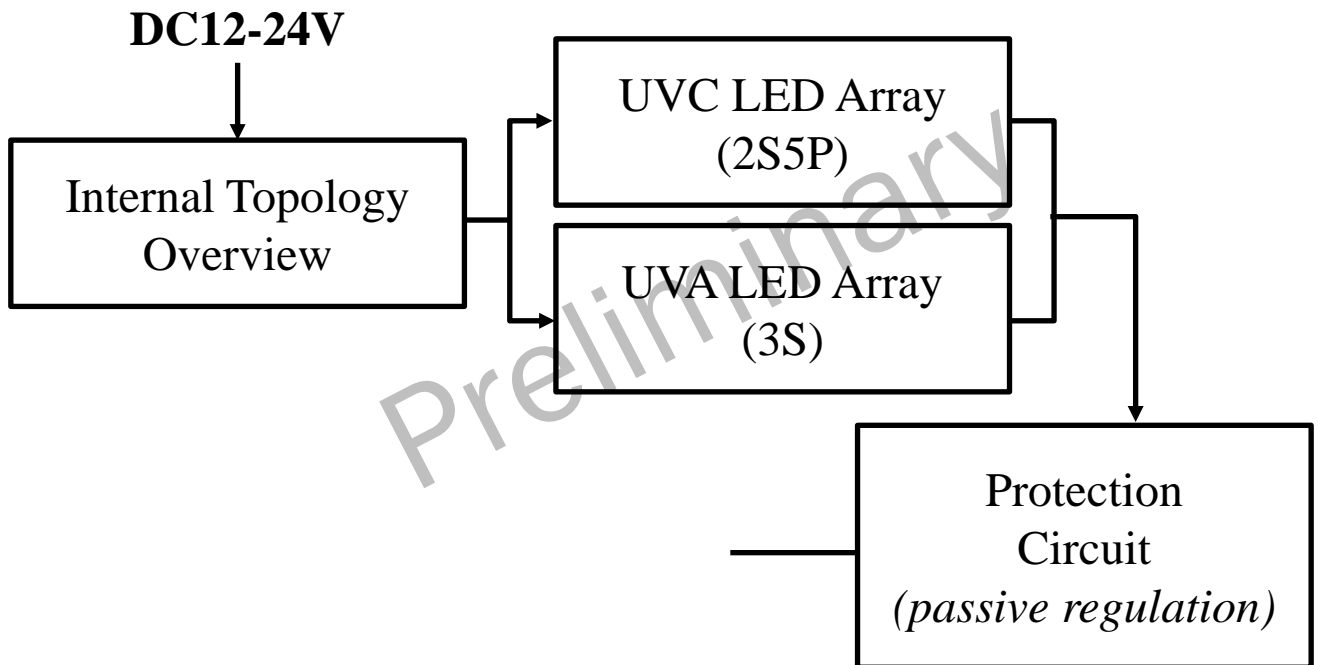 DC12-24V
Internal Topology
Overview
UVC LED Array
(2S5P)
UVA LED Array
(3S)
Preliminary
Protection
Circuit
(passive regulation)